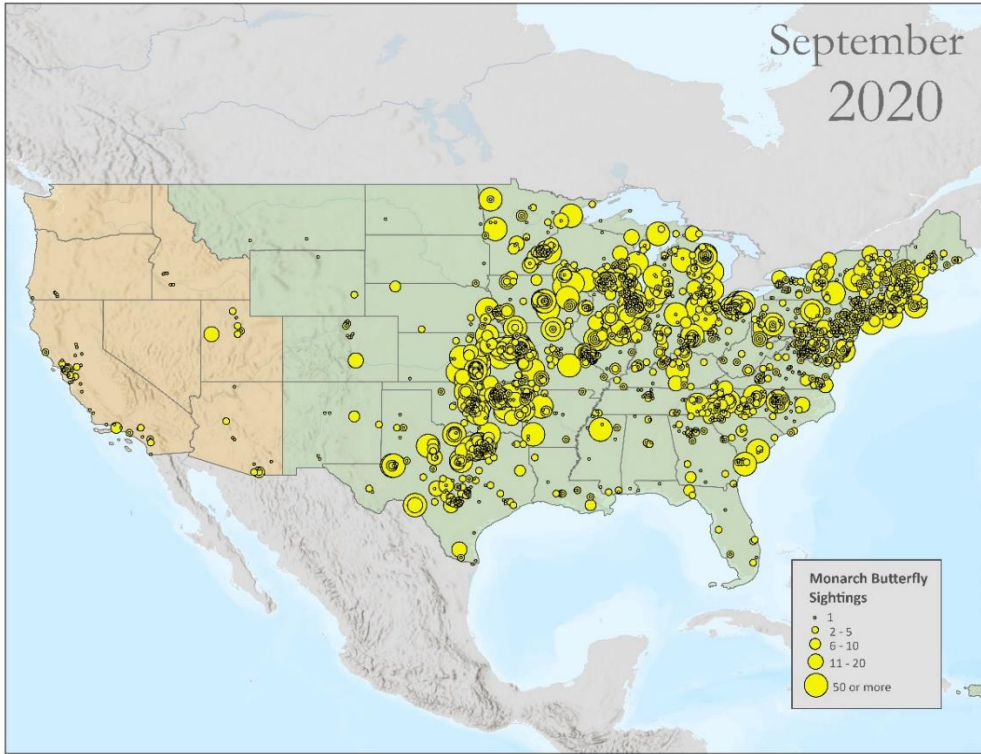 September
2020
Monarch Butterfly
Sightings
1
2 - 5
6 - 10
11 - 20
50 or more